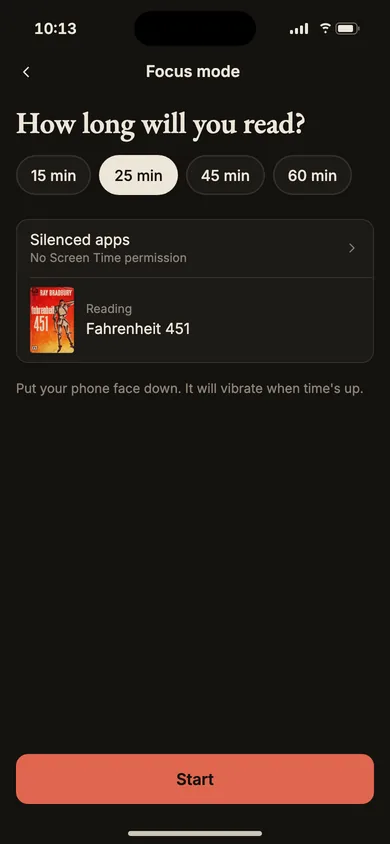 10:13
Focus mode
How long will you read?
15 min
25 min
45 min
60 min
Silenced apps
No Screen Time permission
RAY BRADBURY
Fahrenheit
451
Reading
Fahrenheit 451
Put your phone face down. It will vibrate when time's up.
Start